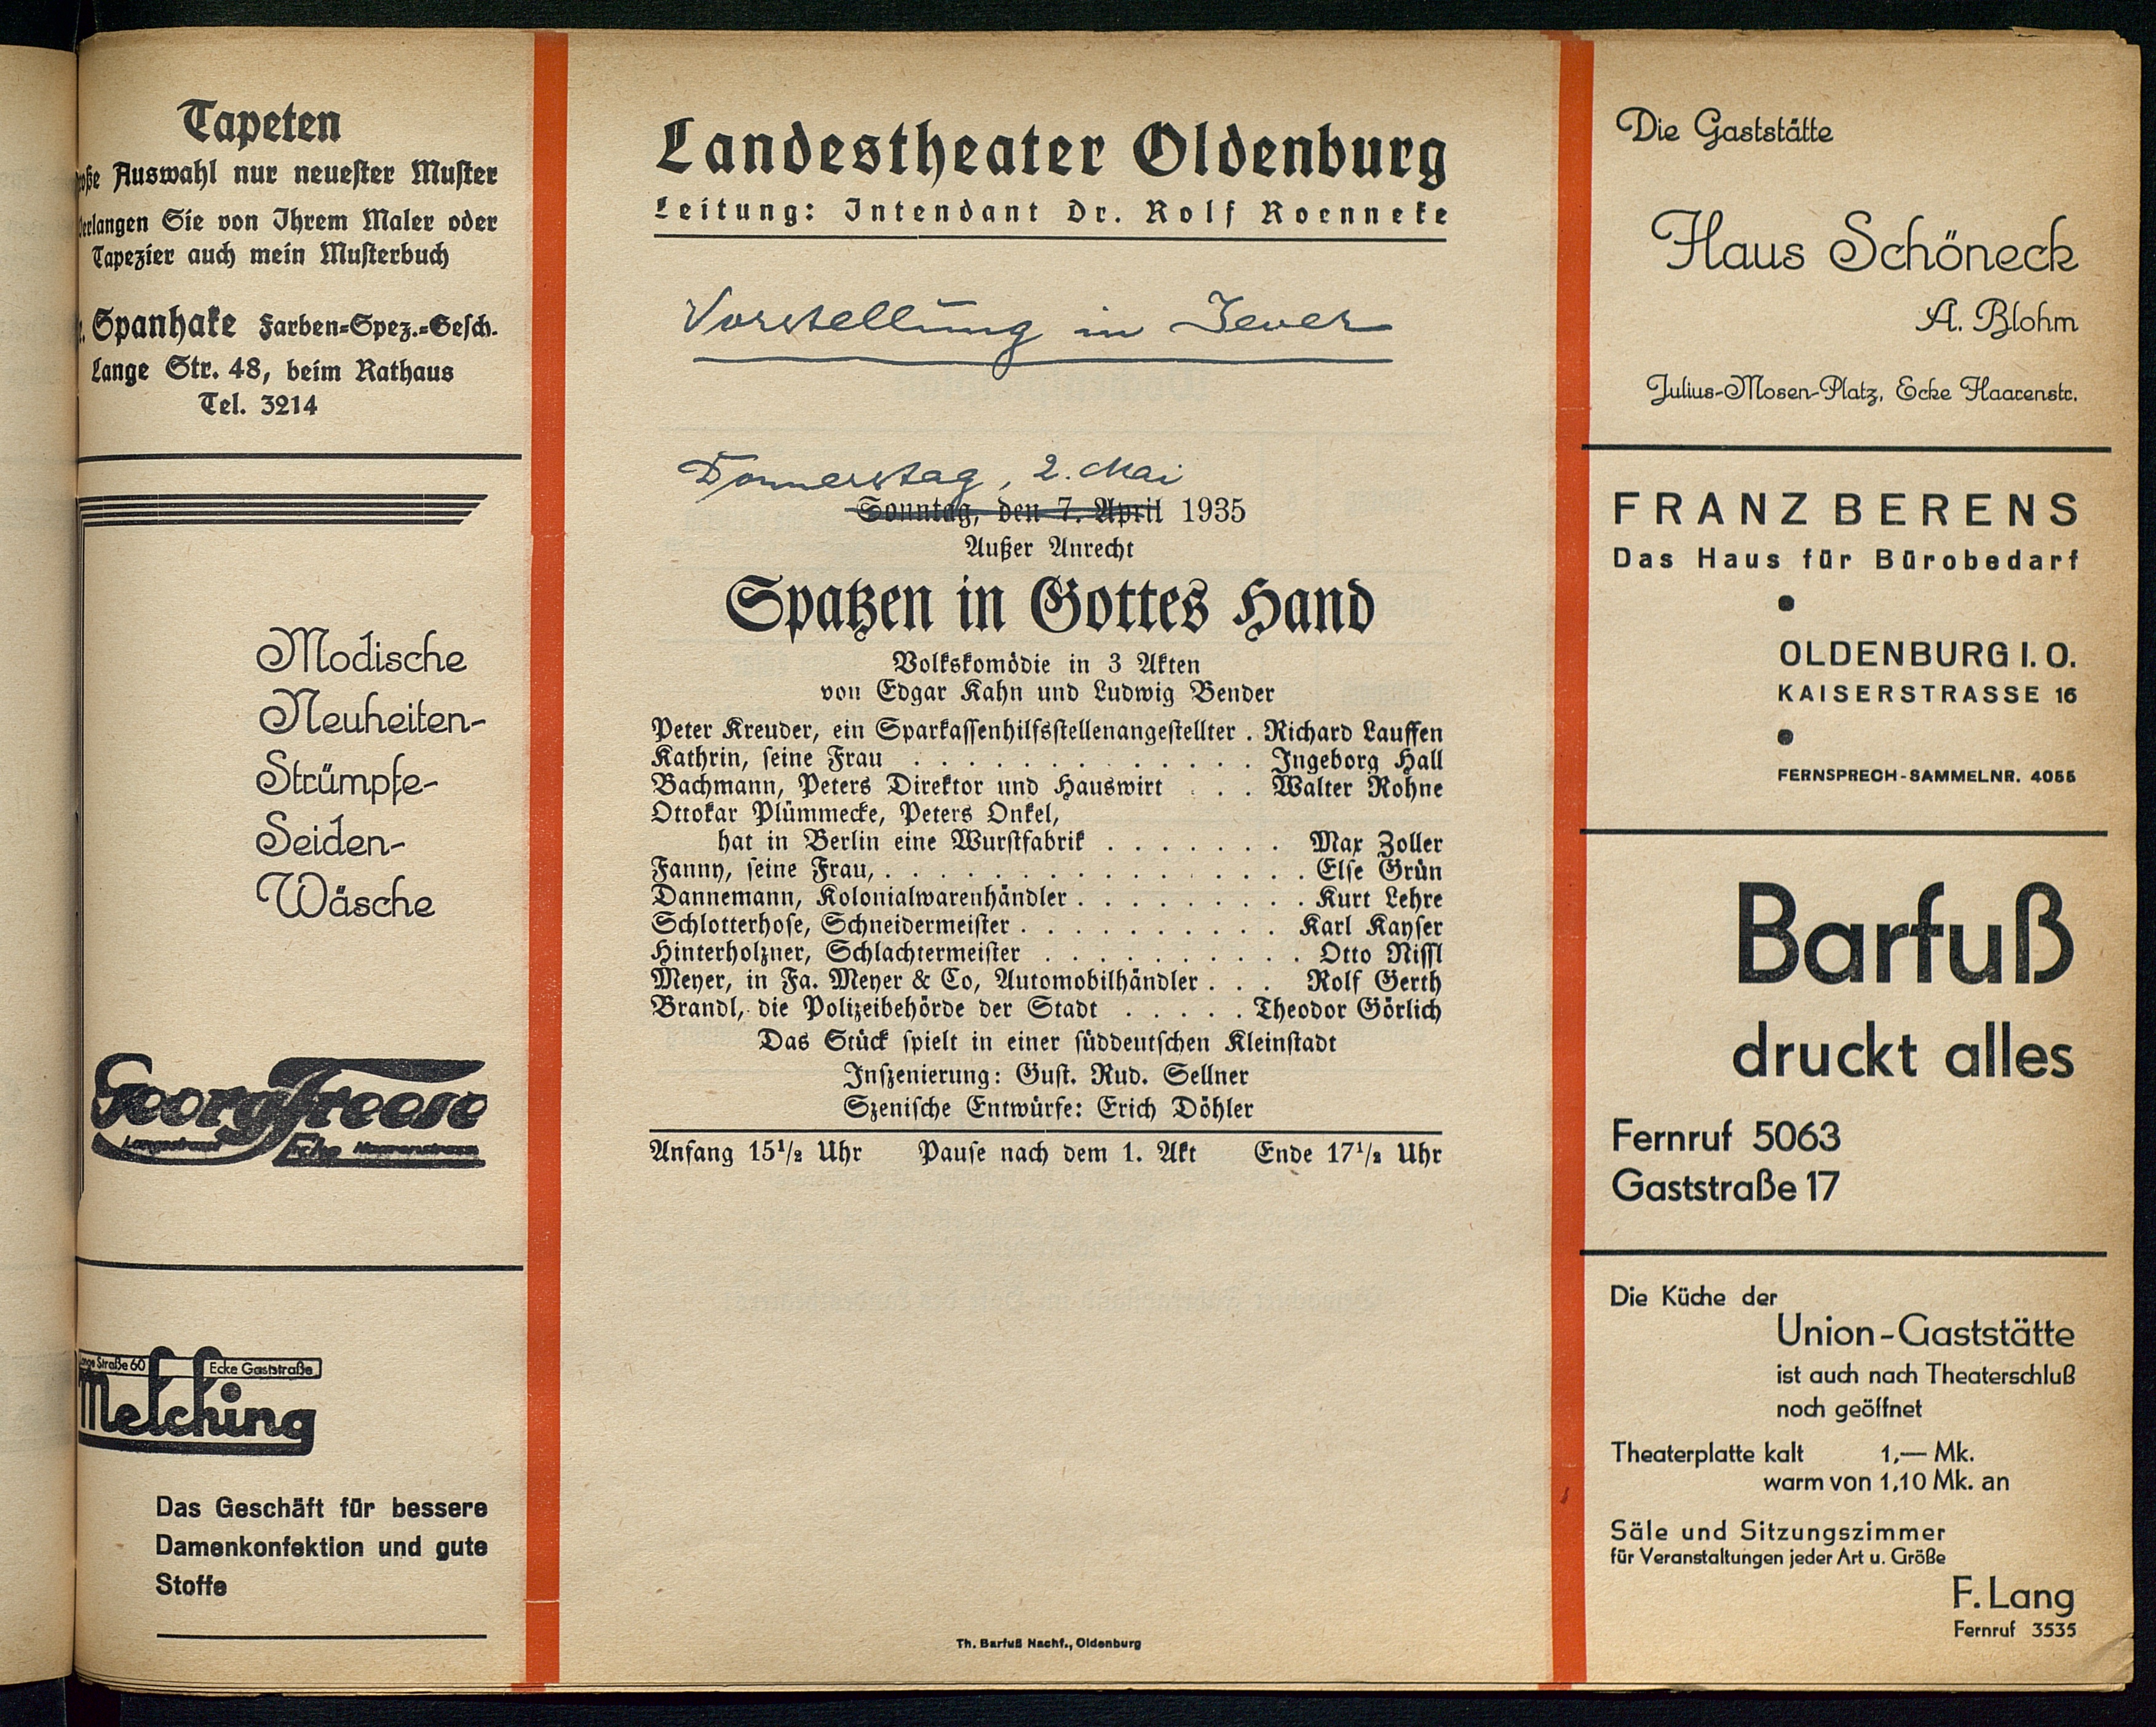 Tapeten
Auswahl nur neuester Muster
Sie von Ihrem Maler oder
Tapezier auch mein Musterbuch
Spanhake Farben-Spez.-Gesch.
Lange Str. 48, beim Rathaus
Tel. 3214
Modische
Neuheiten-
Strümpfe-
Seiden-
Wäsche
Georg Freese
Langestrasse Ecke Haarenstrasse
Straße 60 Ecke Gaststraße
Melching
Das Geschäft für bessere
Damenkonfektion und gute
Stoffe
Landestheater Oldenburg
Leitung: Intendant Dr. Rolf Roenneke
Vorstellung in Jever
Donnerstag, 2. Mai
Sonntag, den 7. April 1935
Außer Anrecht
Spatzen in Gottes Hand
Volkskomödie in 3 Akten
von Edgar Kahn und Ludwig Bender
Peter Kreuder, ein Sparkassenhilfsstellenangestellter . Richard Lauffen
Kathrin, seine Frau . . . . . . . . . . . . . Ingeborg Hall
Bachmann, Peters Direktor und Hauswirt . . . Walter Rohne
Ottokar Plümmecke, Peters Onkel,
hat in Berlin eine Wurstfabrik . . . . . . . Max Zoller
Fanny, seine Frau, . . . . . . . . . . . . . . . . Else Grün
Dannemann, Kolonialwarenhändler . . . . . . . . . Kurt Lehre
Schlotterhose, Schneidermeister . . . . . . . . . . Karl Kayser
Hinterholzner, Schlachtermeister . . . . . . . . . . Otto Nissl
Meyer, in Fa. Meyer & Co, Automobilhändler . . . Rolf Gerth
Brandl, die Polizeibehörde der Stadt . . . . . Theodor Görlich
Das Stück spielt in einer süddeutschen Kleinstadt
Inszenierung: Gust. Rud. Sellner
Szenische Entwürfe: Erich Döhler
Anfang 15½ Uhr Pause nach dem 1. Akt Ende 17½ Uhr
Th. Barfuß Nachf., Oldenburg
Die Gaststätte
Haus Schöneck
A. Blohm
Julius-Mosen-Platz, Ecke Haarenstr.
FRANZ BERENS
Das Haus für Bürobedarf
•
OLDENBURG I. O.
KAISERSTRASSE 16
•
FERNSPRECH-SAMMELNR. 4055
Barfuß
druckt alles
Fernruf 5063
Gaststraße 17
Die Küche der
Union-Gaststätte
ist auch nach Theaterschluß
noch geöffnet
Theaterplatte kalt 1,— Mk.
warm von 1,10 Mk. an
Säle und Sitzungszimmer
für Veranstaltungen jeder Art u. Größe
F. Lang
Fernruf 3535